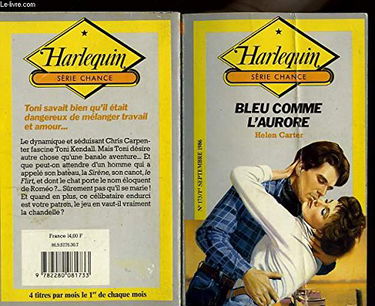 Le-livre.com
Harlequin
SÉRIE CHANCE
Toni savait bien qu'il était
dangereux de mélanger travail
et amour...
Le dynamique et séduisant Chris Carpen-
ter fascine Toni Kendall. Mais Toni désire
autre chose qu'une banale aventure... Et
que peut-on attendre d'un homme qui a
appelé son bateau, la Sirène, son canot, le
Flirt, et dont le chat porte le nom éloquent
de Roméo ?... Sûrement pas qu'il se marie !
Et quand en plus, ce célibataire endurci
est votre patron, le jeu en vaut-il vraiment
la chandelle ?
France 14,00 F
9 782280 081733
4 titres par mois le 1er de chaque mois
Harlequin
SÉRIE CHANCE
BLEU COMME
L'AURORE
Helen Carter
N° 173/1er SEPTEMBRE 1986